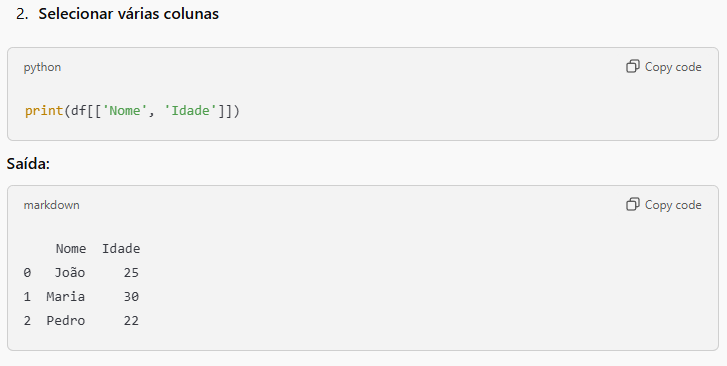 2. Selecionar várias colunas
python
Copy code
print(df[['Nome', 'Idade']])
Saída:
markdown
Copy code
    Nome  Idade
0   João     25
1  Maria     30
2  Pedro     22